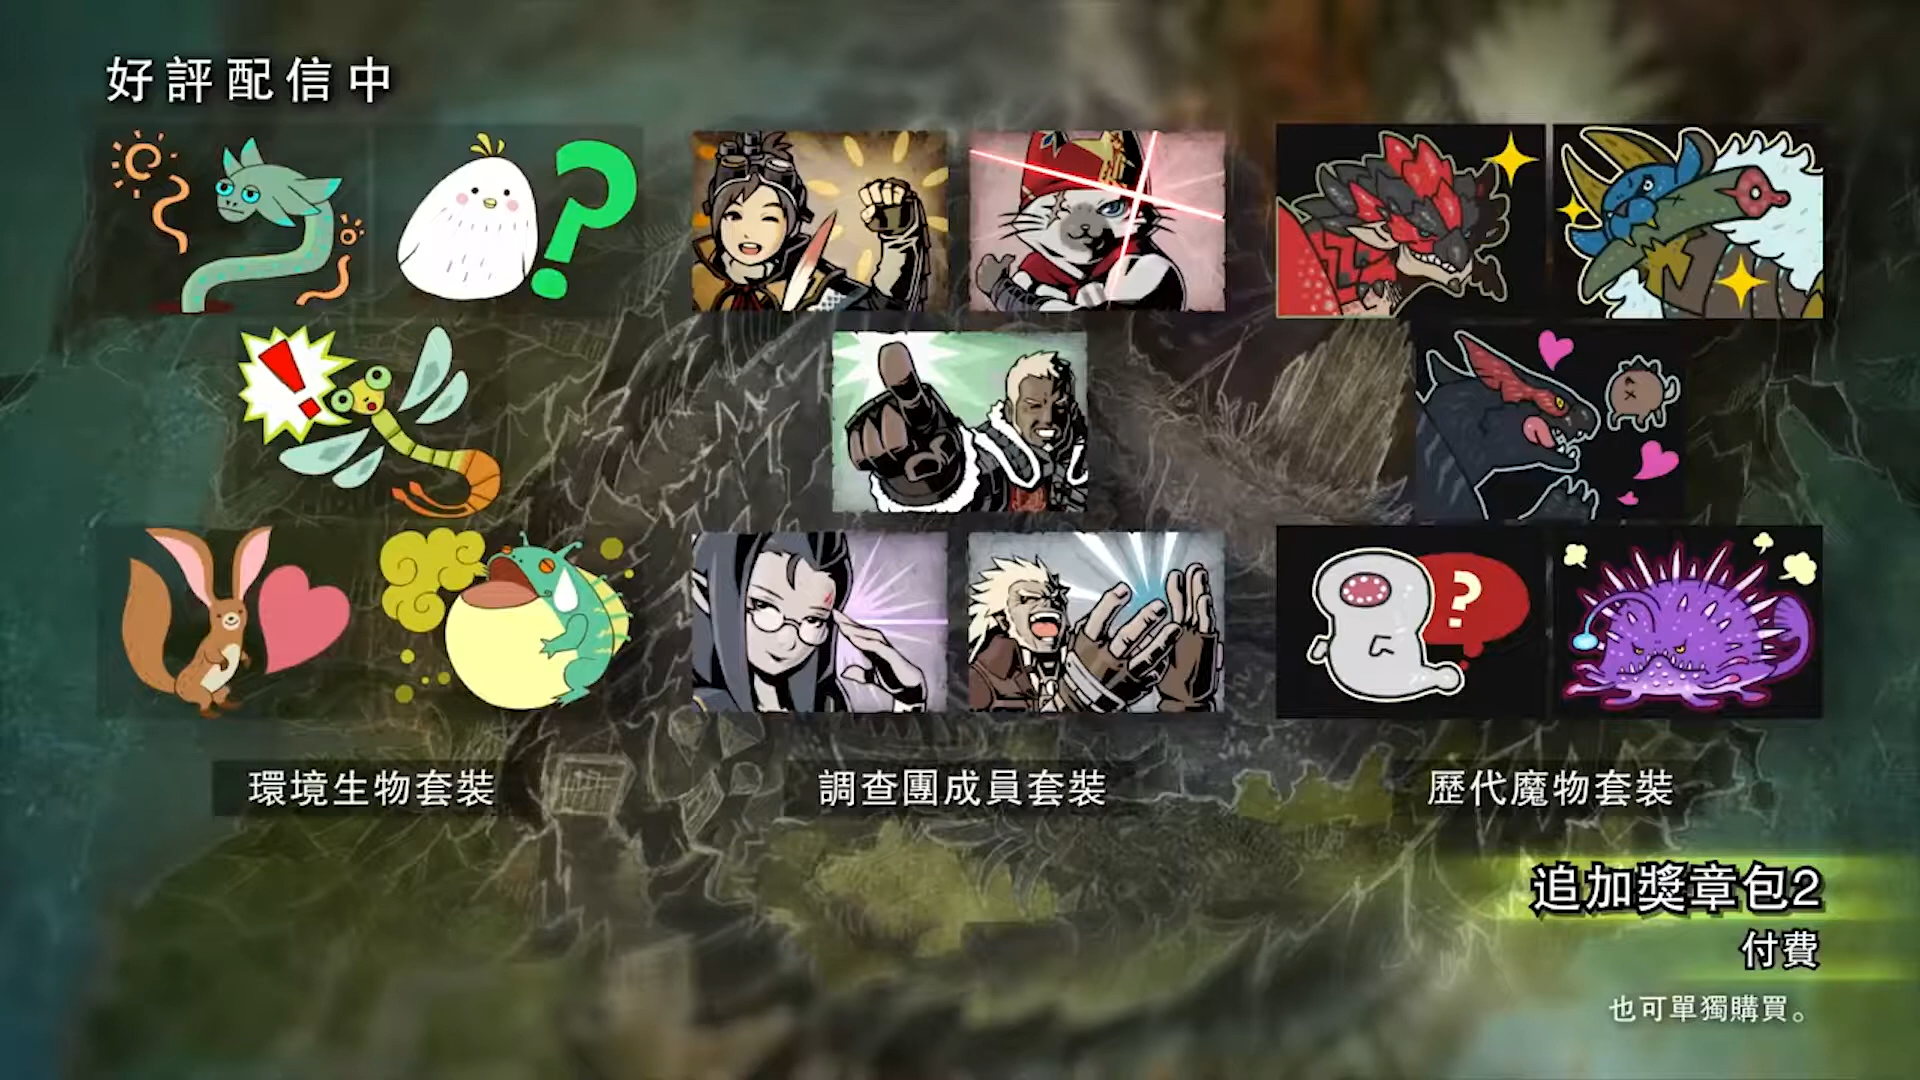 好評配信中
環境生物套裝
調查團成員套裝
歷代魔物套裝
追加獎章包2
付費
也可單獨購買。